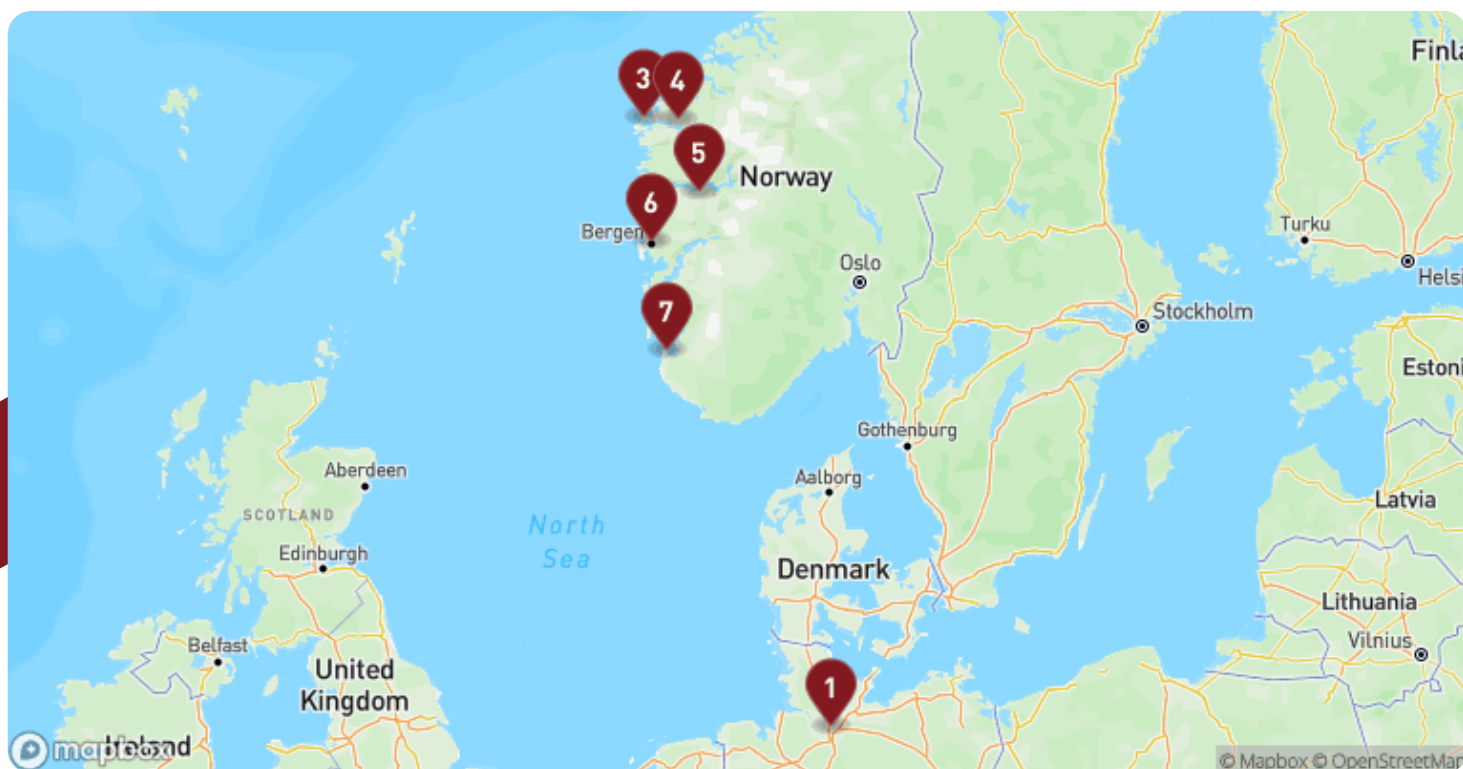 Finla
3
4
5
Norway
6
Turku
Bergen
Oslo
Helsi
7
Stockholm
Estoni
Gothenburg
Aberdeen
Aalborg
Latvia
SCOTLAND
North
Sea
Edinburgh
Denmark
Lithuania
Belfast
Vilnius
United
Kingdom
1
mapbox
Ireland
© Mapbox © OpenStreetMap